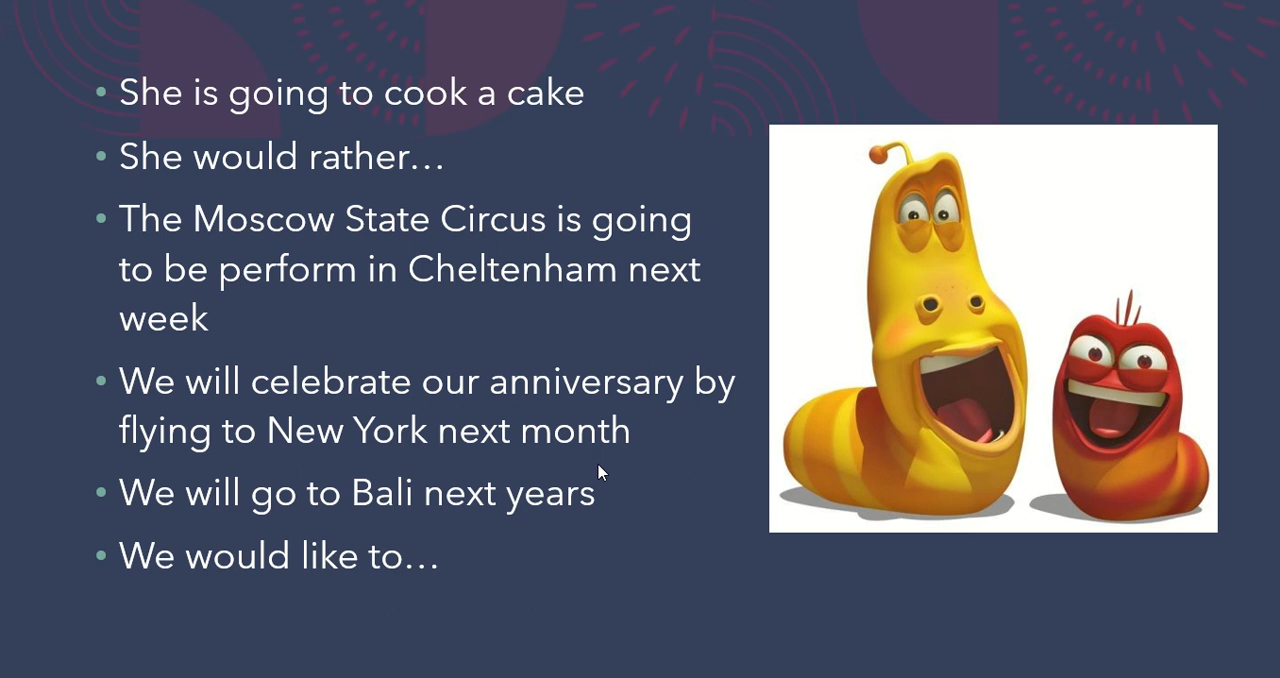 • She is going to cook a cake
• She would rather…
• The Moscow State Circus is going
to be perform in Cheltenham next
week
• We will celebrate our anniversary by
flying to New York next month
• We will go to Bali next years
• We would like to…